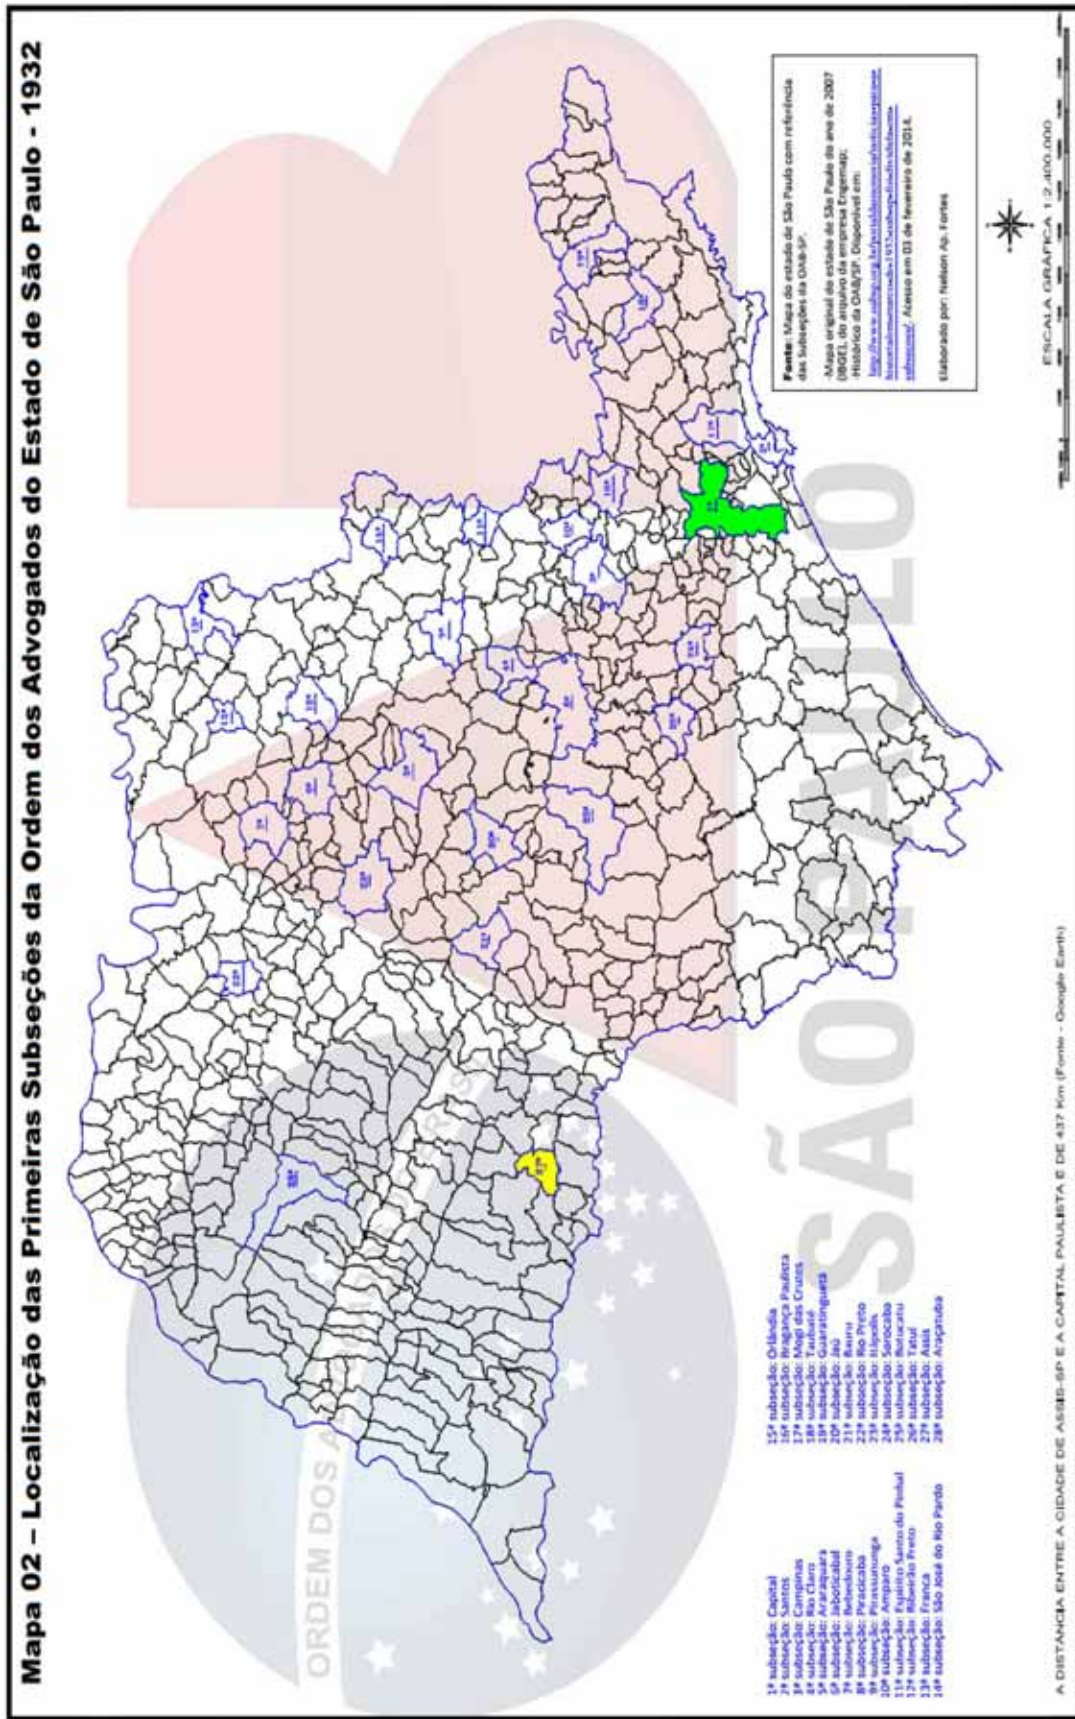 Mapa 02 – Localização das Primeiras Subseções da Ordem dos Advogados do Estado de São Paulo - 1932
ORDEM DOS
SÃO PAULO
1ª subseção: Capital
2ª subseção: Santos
3ª subseção: Campinas
4ª subseção: Rio Claro
5ª subseção: Araraquara
6ª subseção: Jaboticabal
7ª subseção: Bebedouro
8ª subseção: Piracicaba
9ª subseção: Pirassununga
10ª subseção: Amparo
11ª subseção: Espírito Santo do Pinhal
12ª subseção: Ribeirão Preto
13ª subseção: Franca
14ª subseção: São José do Rio Pardo
15ª subseção: Orlândia
16ª subseção: Bragança Paulista
17ª subseção: Mogi das Cruzes
18ª subseção: Taubaté
19ª subseção: Guaratinguetá
20ª subseção: Jaú
21ª subseção: Bauru
22ª subseção: Rio Preto
23ª subseção: Itápolis
24ª subseção: Sorocaba
25ª subseção: Botucatu
26ª subseção: Tatuí
27ª subseção: Assis
28ª subseção: Araçatuba
Fonte: Mapa do estado de São Paulo com referência
das Subseções da OAB-SP.
-Mapa original do estado de São Paulo do ano de 2007
(IBGE), do arquivo da empresa Engemap;
-Histórico da OAB/SP. Disponível em:
Acesso em 03 de fevereiro de 2014.
Elaborado por: Nelson Ap. Fortes
ESCALA GRÁFICA 1:2.400.000
A DISTANCIA ENTRE A CIDADE DE ASSIS-SP E A CAPITAL PAULISTA É DE 437 Km (Fonte - Google Earth)